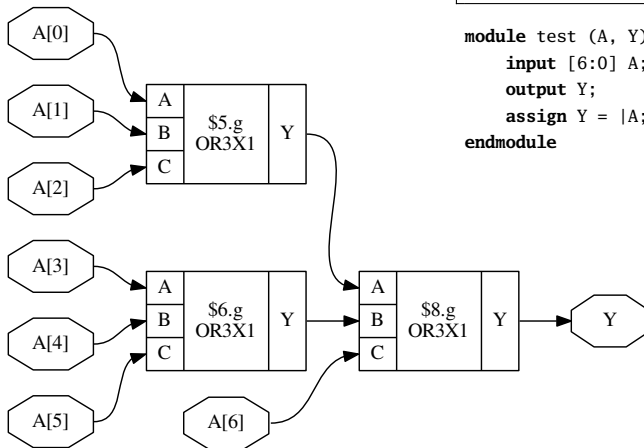 A[0]
A[1]
A[2]
A
B
C
$5.g
OR3X1
Y
module test (A, Y)
input [6:0] A;
output Y;
assign Y = |A;
endmodule
A[3]
A[4]
A[5]
A
B
C
$6.g
OR3X1
Y
A[6]
A
B
C
$8.g
OR3X1
Y
Y